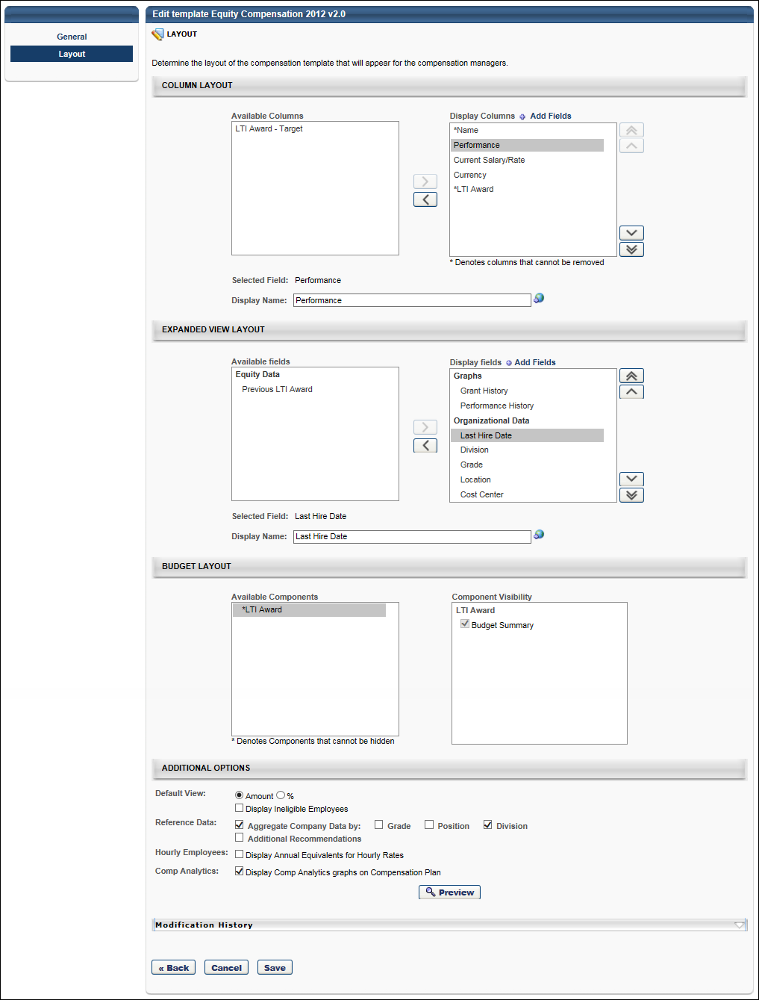 Edit template Equity Compensation 2012 v2.0
General
Layout
LAYOUT
Determine the layout of the compensation template that will appear for the compensation managers.
COLUMN LAYOUT
Available Columns
LTI Award - Target
Display Columns Add Fields
*Name
Performance
Current Salary/Rate
Currency
*LTI Award
* Denotes columns that cannot be removed
Selected Field: Performance
Display Name: Performance
EXPANDED VIEW LAYOUT
Available fields
Equity Data
Previous LTI Award
Display fields Add Fields
Graphs
Grant History
Performance History
Organizational Data
Last Hire Date
Division
Grade
Location
Cost Center
Selected Field: Last Hire Date
Display Name: Last Hire Date
BUDGET LAYOUT
Available Components
*LTI Award
* Denotes Components that cannot be hidden
Component Visibility
LTI Award
Budget Summary
ADDITIONAL OPTIONS
Default View: Amount %
Display Ineligible Employees
Reference Data: Aggregate Company Data by: Grade Position Division
Additional Recommendations
Hourly Employees: Display Annual Equivalents for Hourly Rates
Comp Analytics: Display Comp Analytics graphs on Compensation Plan
Preview
Modification History
« Back Cancel Save